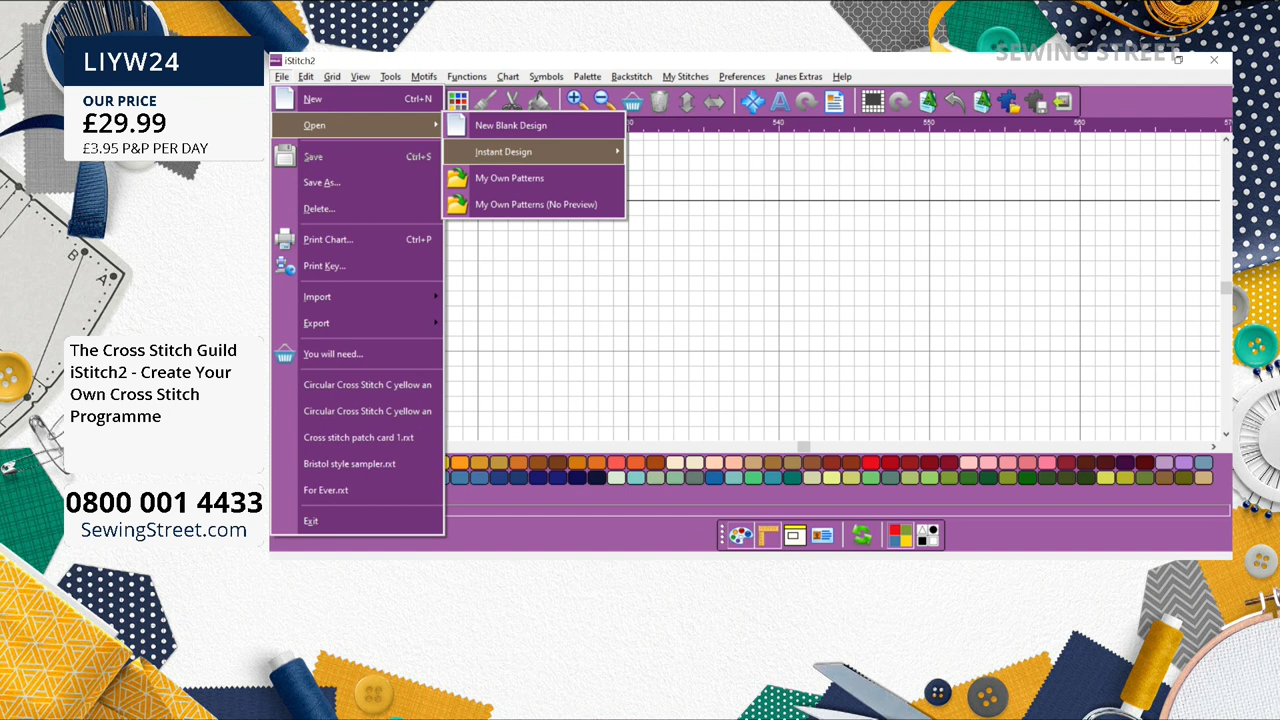 LIYW24
OUR PRICE
£29.99
£3.95 P&P PER DAY
The Cross Stitch Guild
iStitch2 - Create Your
Own Cross Stitch
Programme
0800 001 4433
SewingStreet.com
SEWING STREET
iStitch2
File Edit Grid View Tools Motifs Functions Chart Symbols Palette Backstitch My Stitches Preferences Janes Extras Help
New Ctrl+N
Open
Save Ctrl+S
Save As...
Delete...
Print Chart... Ctrl+P
Print Key...
Import
Export
You will need...
Circular Cross Stitch C yellow an
Circular Cross Stitch C yellow an
Cross stitch patch card 1.rxt
Bristol style sampler.rxt
For Ever.rxt
Exit
New Blank Design
Instant Design
My Own Patterns
My Own Patterns (No Preview)
540 550 560
B
A